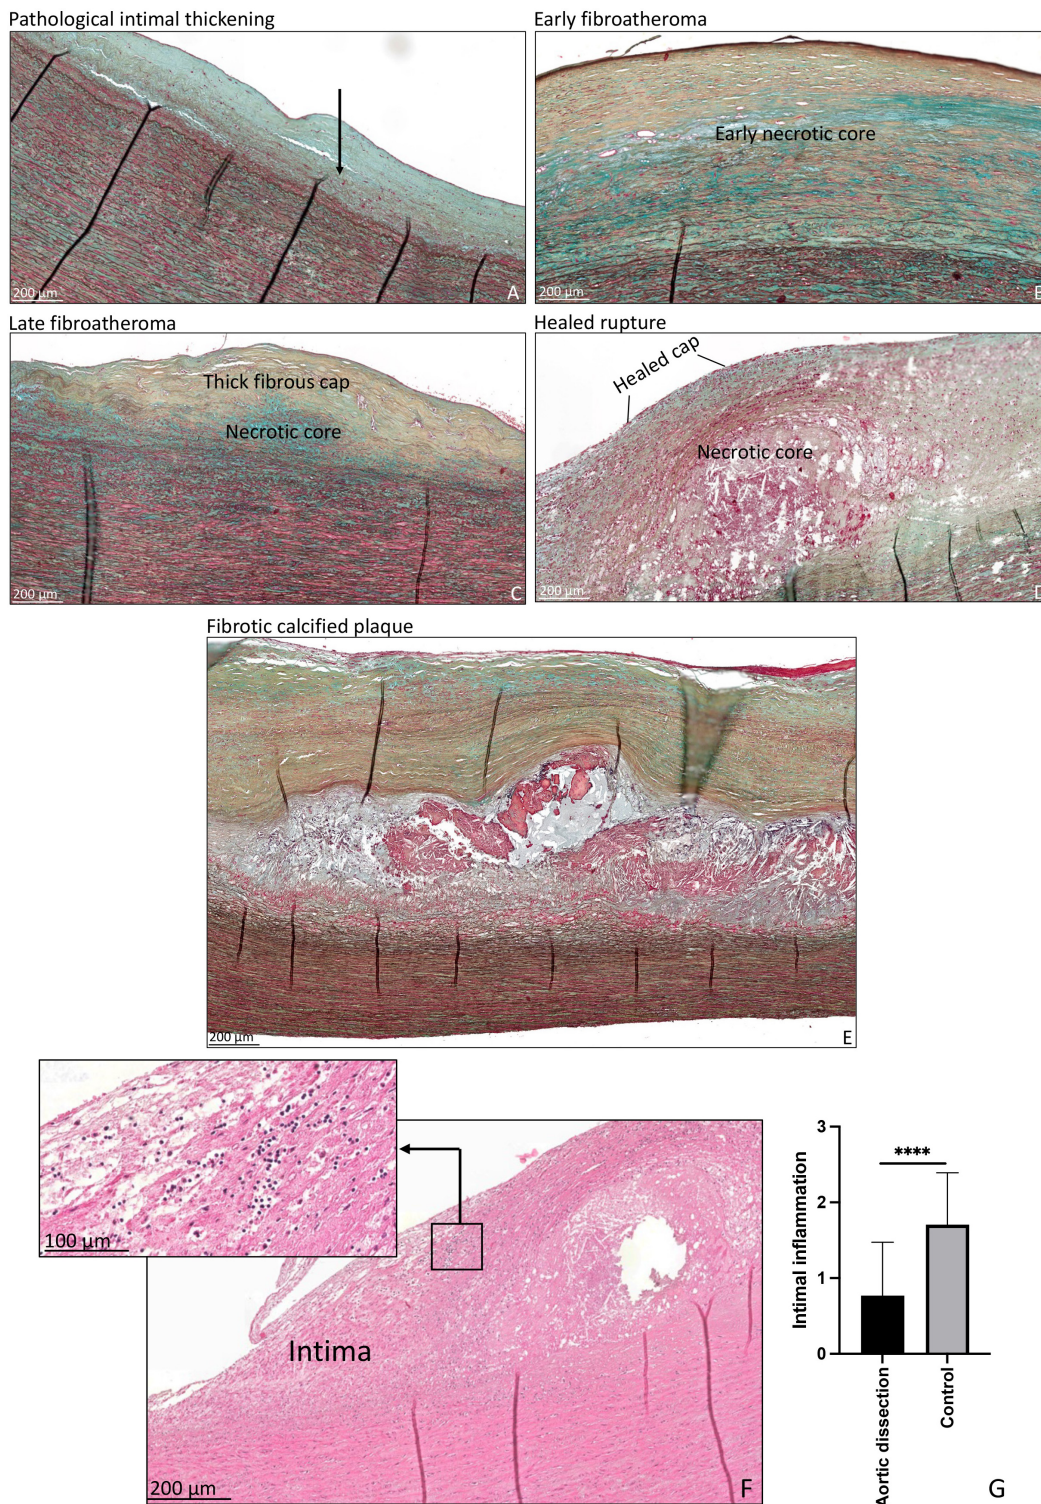 Pathological intimal thickening
200 µm
A
Early fibroatheroma
Early necrotic core
200 µm
B
Late fibroatheroma
Thick fibrous cap
Necrotic core
200 µm
C
Healed rupture
Healed cap
Necrotic core
200 µm
D
Fibrotic calcified plaque
200 µm
E
100 µm
Intima
200 µm
F
3
2
1
0
Intimal inflammation
****
Aortic dissection
Control
G